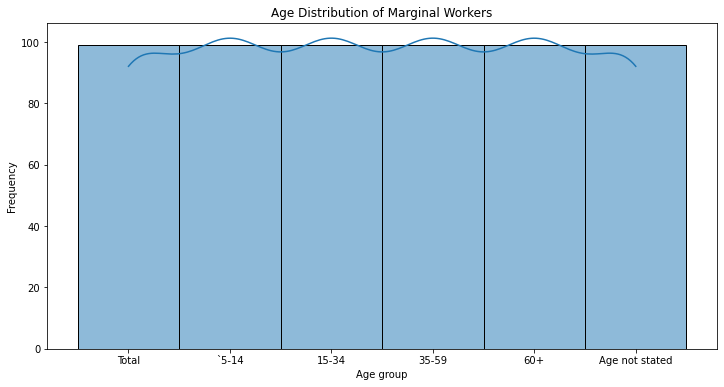 Age Distribution of Marginal Workers
Frequency
100
80
60
40
20
0
Total
`5-14
15-34
35-59
60+
Age not stated
Age group